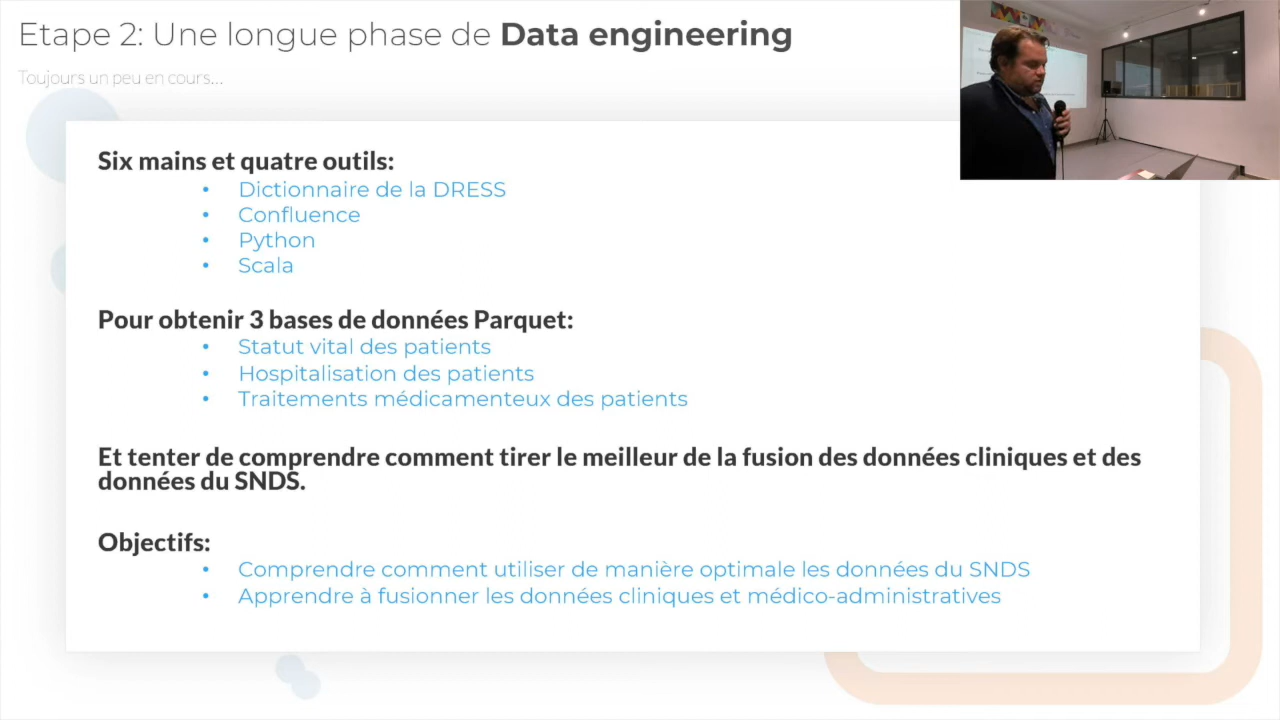 Etape 2: Une longue phase de Data engineering
Toujours un peu en cours...
Six mains et quatre outils:
• Dictionnaire de la DRESS
• Confluence
• Python
• Scala
Pour obtenir 3 bases de données Parquet:
• Statut vital des patients
• Hospitalisation des patients
• Traitements médicamenteux des patients
Et tenter de comprendre comment tirer le meilleur de la fusion des données cliniques et des
données du SNDS.
Objectifs:
• Comprendre comment utiliser de manière optimale les données du SNDS
• Apprendre à fusionner les données cliniques et médico-administratives